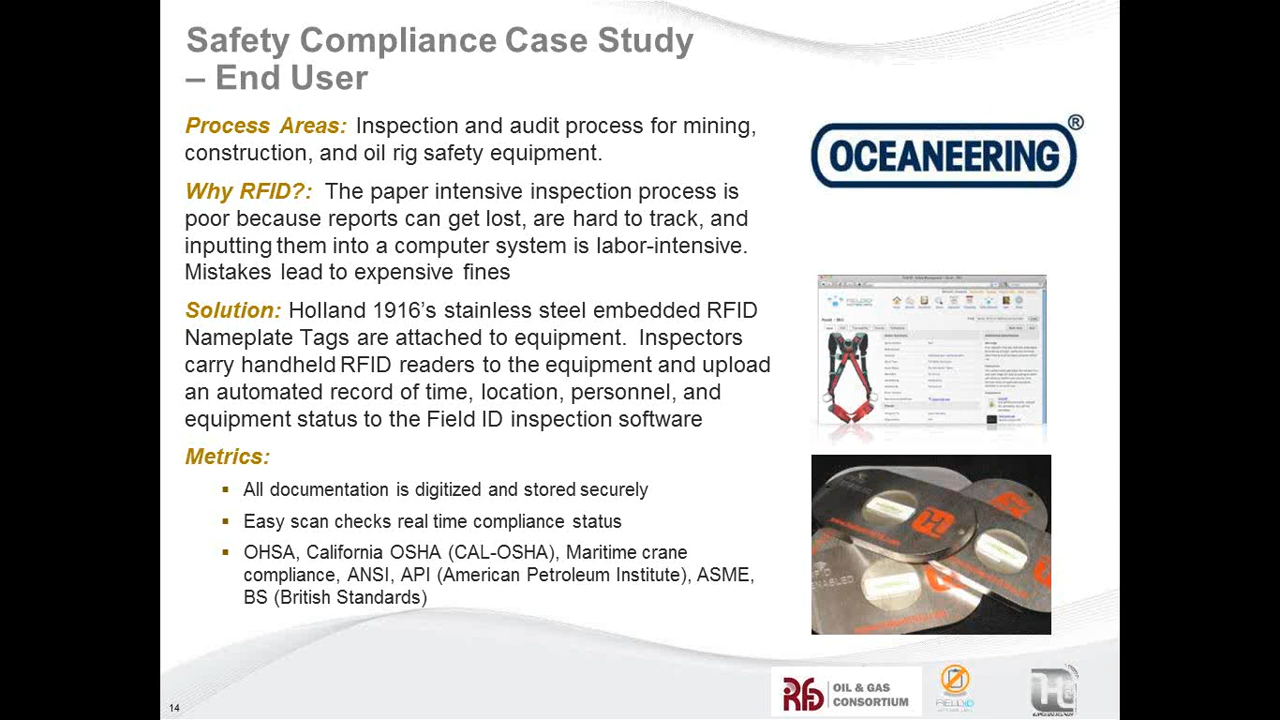 Safety Compliance Case Study
– End User
Process Areas: Inspection and audit process for mining,
construction, and oil rig safety equipment.
Why RFID?: The paper intensive inspection process is
poor because reports can get lost, are hard to track, and
inputting them into a computer system is labor-intensive.
Mistakes lead to expensive fines
Solution: Holland 1916’s stainless steel embedded RFID
Nameplate Tags are attached to equipment. Inspectors
carry handheld RFID readers to the equipment and upload
an automated record of time, location, personnel, and
equipment status to the Field ID inspection software
Metrics:
▪ All documentation is digitized and stored securely
▪ Easy scan checks real time compliance status
▪ OHSA, California OSHA (CAL-OSHA), Maritime crane
compliance, ANSI, API (American Petroleum Institute), ASME,
BS (British Standards)
OCEANEERING®
FIELDID
RFID OIL & GAS
CONSORTIUM
FIELDID
14